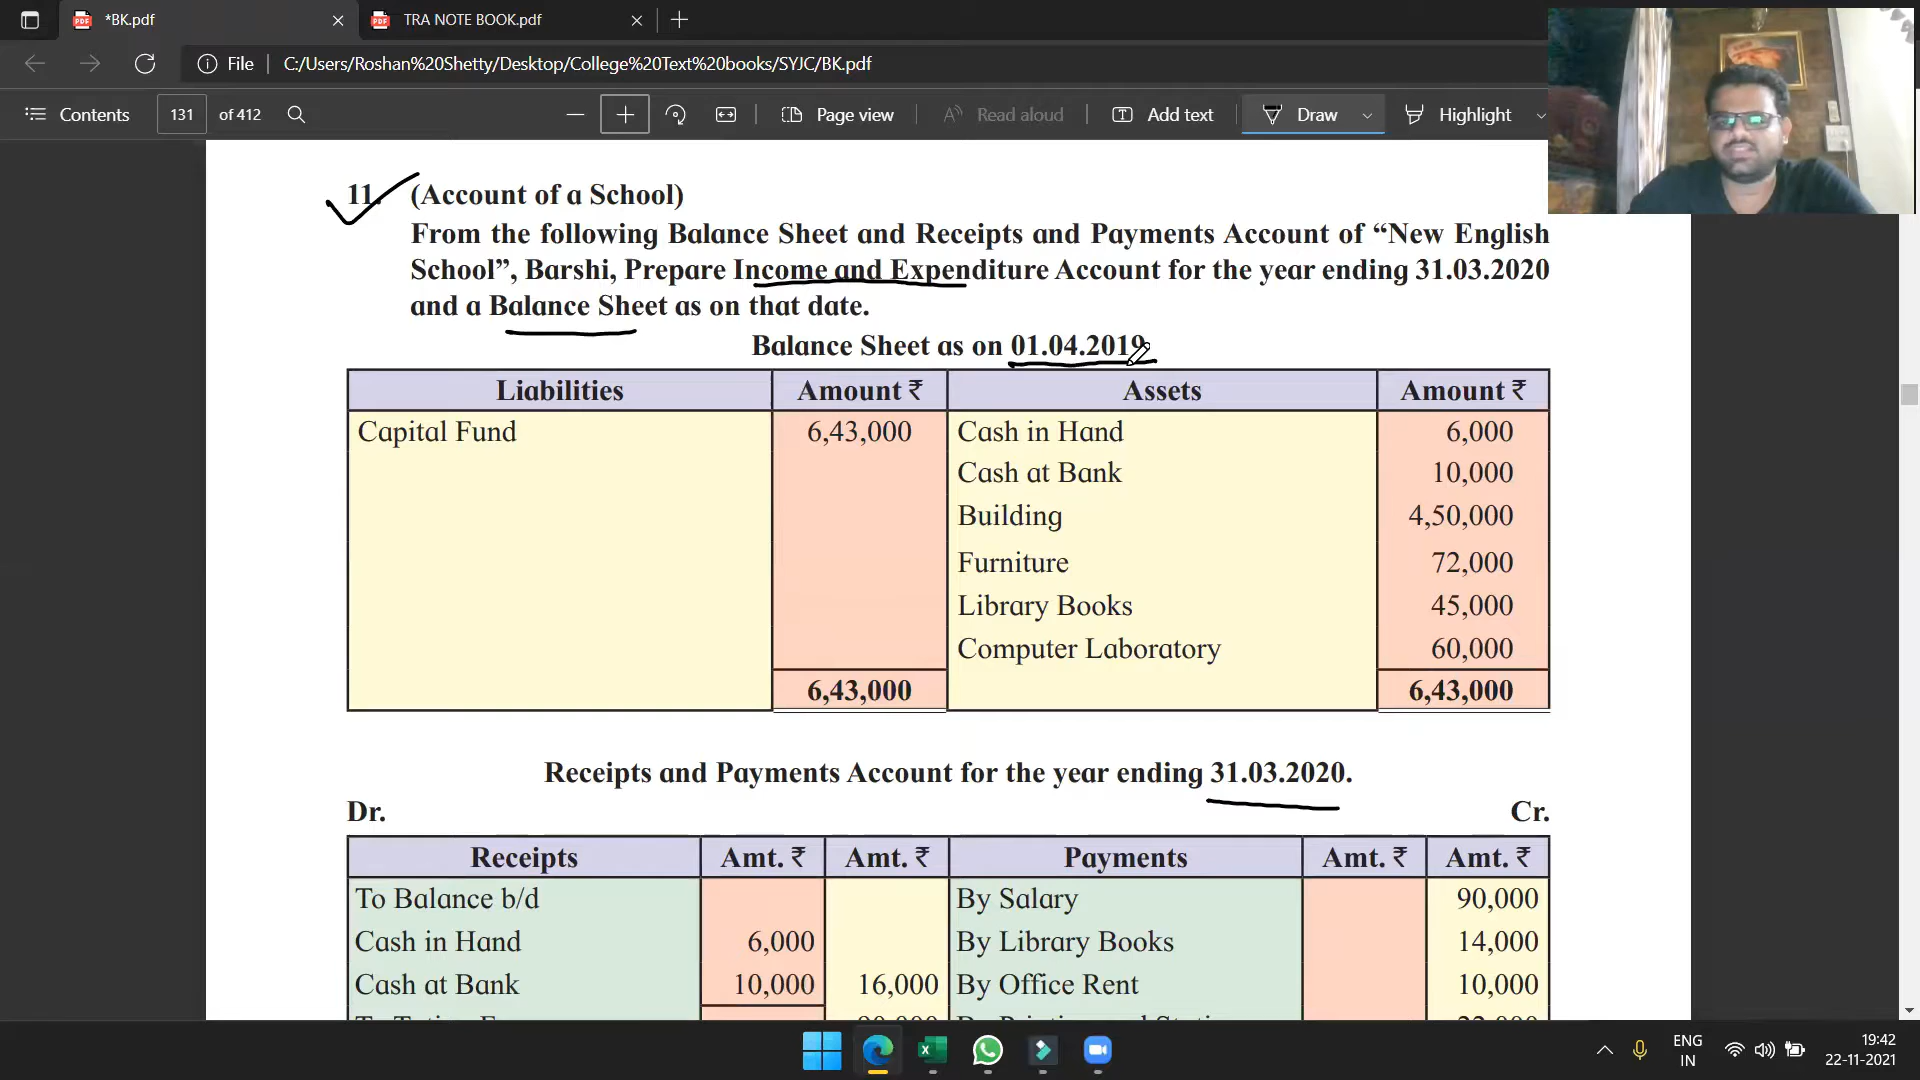 *BK.pdf
TRA NOTE BOOK.pdf
File
C:/Users/Roshan%20Shetty/Desktop/College%20Text%20books/SYJC/BK.pdf
Contents
131
of 412
Page view
Read aloud
Add text
Draw
Highlight
11. (Account of a School)
From the following Balance Sheet and Receipts and Payments Account of “New English
School”, Barshi, Prepare Income and Expenditure Account for the year ending 31.03.2020
and a Balance Sheet as on that date.
Balance Sheet as on 01.04.2019
Liabilities Amount ₹ Assets Amount ₹
Capital Fund 6,43,000 Cash in Hand 6,000
Cash at Bank 10,000
Building 4,50,000
Furniture 72,000
Library Books 45,000
Computer Laboratory 60,000
6,43,000 6,43,000
Receipts and Payments Account for the year ending 31.03.2020.
Dr. Cr.
Receipts Amt. ₹ Amt. ₹ Payments Amt. ₹ Amt. ₹
To Balance b/d By Salary 90,000
Cash in Hand 6,000 By Library Books 14,000
Cash at Bank 10,000 16,000 By Office Rent 10,000
ENG
IN
19:42
22-11-2021